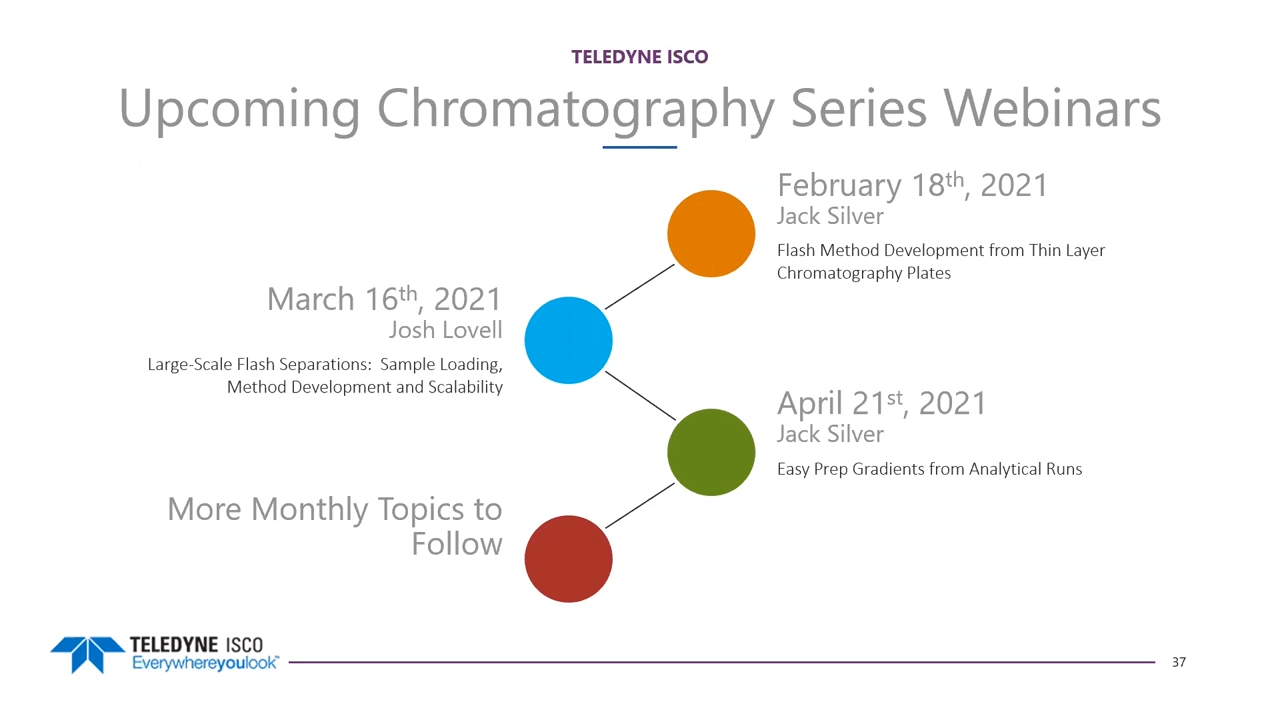 TELEDYNE ISCO
Upcoming Chromatography Series Webinars
February 18th, 2021
Jack Silver
Flash Method Development from Thin Layer
Chromatography Plates
March 16th, 2021
Josh Lovell
Large-Scale Flash Separations:  Sample Loading,
Method Development and Scalability
April 21st, 2021
Jack Silver
Easy Prep Gradients from Analytical Runs
More Monthly Topics to
Follow
TELEDYNE ISCO
Everywhereyoulook™
37